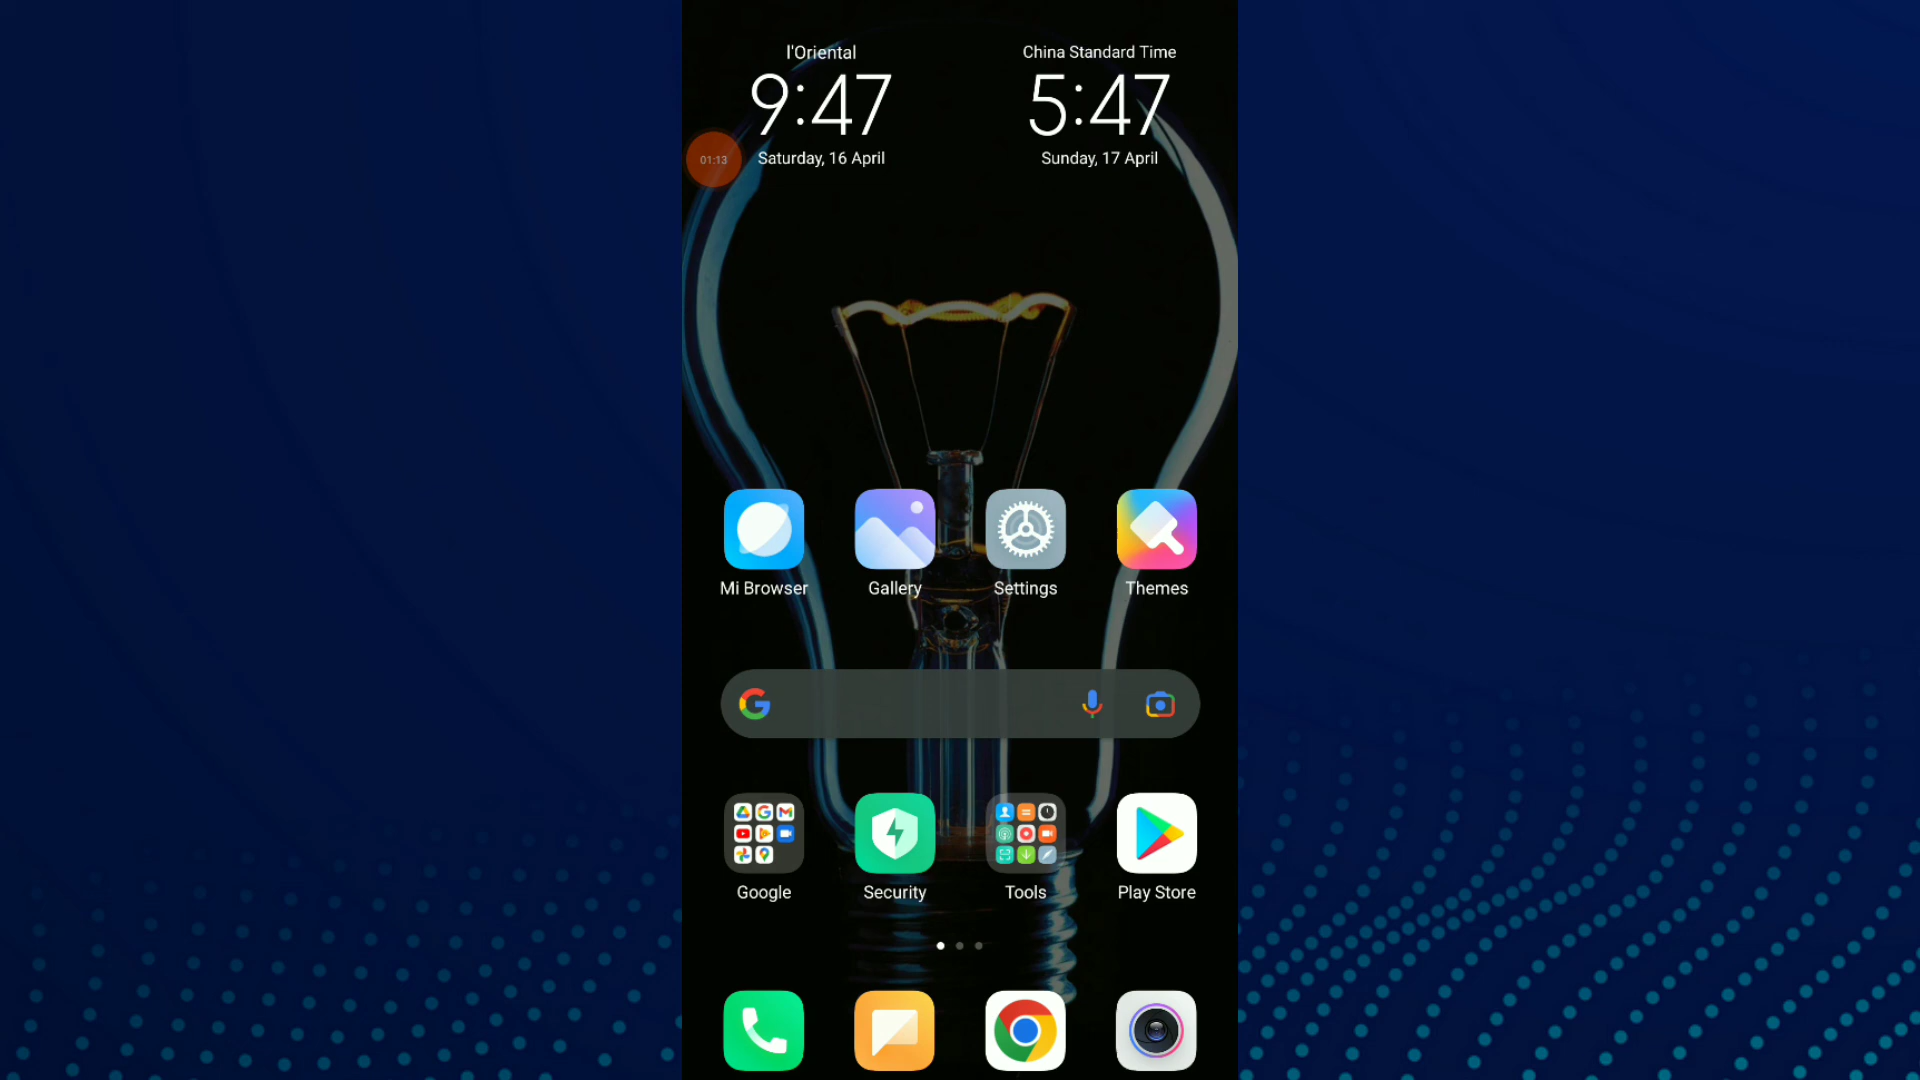 l'Oriental
9:47
Saturday, 16 April
China Standard Time
5:47
Sunday, 17 April
01:13
Mi Browser
Gallery
Settings
Themes
Google
Security
Tools
Play Store